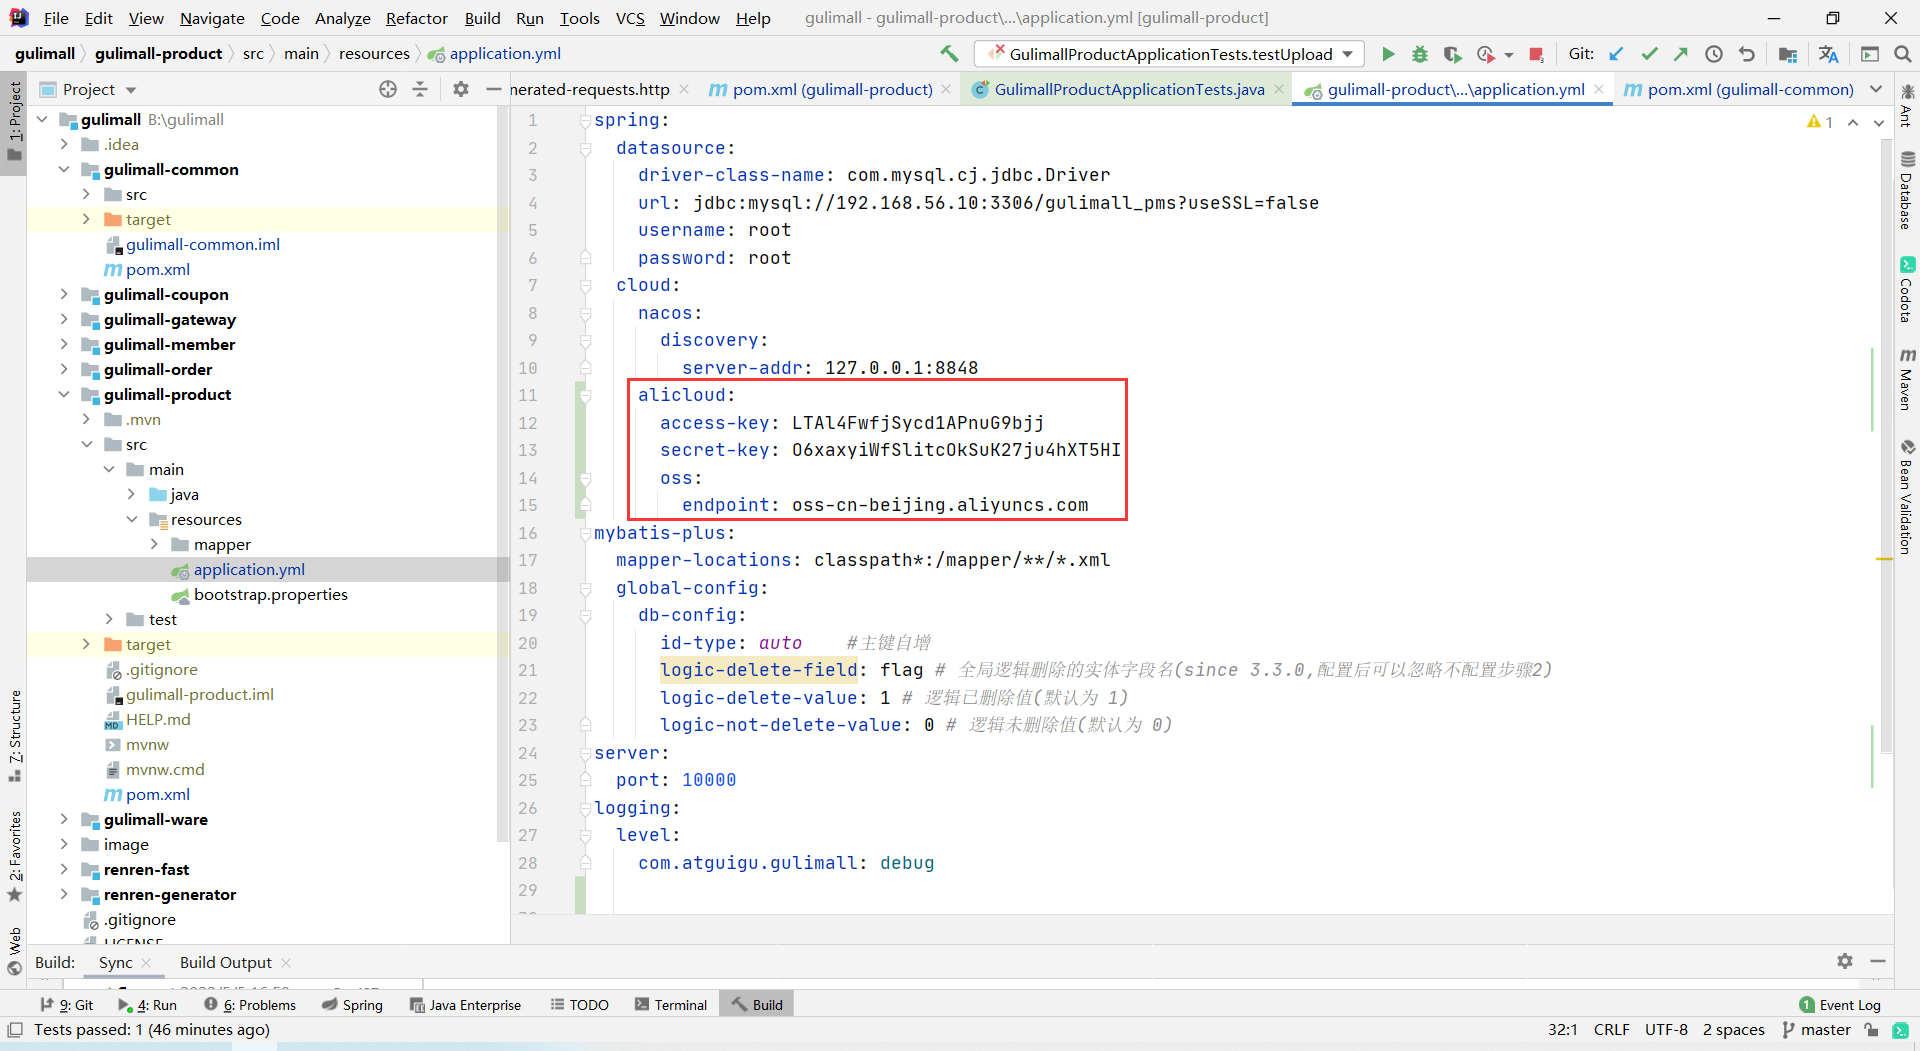 File Edit View Navigate Code Analyze Refactor Build Run Tools VCS Window Help gulimall - gulimall-product\...\application.yml [gulimall-product]
gulimall gulimall-product src main resources application.yml GulimallProductApplicationTests.testUpload Git:
Project nerated-requests.http pom.xml (gulimall-product) GulimallProductApplicationTests.java gulimall-product\...\application.yml pom.xml (gulimall-common)
1: Project
7: Structure
2: Favorites
Web
gulimall B:\gulimall
.idea
gulimall-common
src
target
gulimall-common.iml
pom.xml
gulimall-coupon
gulimall-gateway
gulimall-member
gulimall-order
gulimall-product
.mvn
src
main
java
resources
mapper
application.yml
bootstrap.properties
test
target
.gitignore
gulimall-product.iml
HELP.md
mvnw
mvnw.cmd
pom.xml
gulimall-ware
image
renren-fast
renren-generator
.gitignore
LICENSE
1 spring:
2 datasource:
3 driver-class-name: com.mysql.cj.jdbc.Driver
4 url: jdbc:mysql://192.168.56.10:3306/gulimall_pms?useSSL=false
5 username: root
6 password: root
7 cloud:
8 nacos:
9 discovery:
10 server-addr: 127.0.0.1:8848
11 alicloud:
12 access-key: LTAl4FwfjSycd1APnuG9bjj
13 secret-key: O6xaxyiWfSlitcOkSuK27ju4hXT5HI
14 oss:
15 endpoint: oss-cn-beijing.aliyuncs.com
16 mybatis-plus:
17 mapper-locations: classpath*:/mapper/**/*.xml
18 global-config:
19 db-config:
20 id-type: auto #主键自增
21 logic-delete-field: flag # 全局逻辑删除的实体字段名(since 3.3.0,配置后可以忽略不配置步骤2)
22 logic-delete-value: 1 # 逻辑已删除值(默认为 1)
23 logic-not-delete-value: 0 # 逻辑未删除值(默认为 0)
24 server:
25 port: 10000
26 logging:
27 level:
28 com.atguigu.gulimall: debug
29
1
Ant
Database
Codota
Maven
Bean Validation
Build: Sync Build Output
9: Git 4: Run 6: Problems Spring Java Enterprise TODO Terminal Build 1 Event Log
Tests passed: 1 (46 minutes ago) 32:1 CRLF UTF-8 2 spaces master